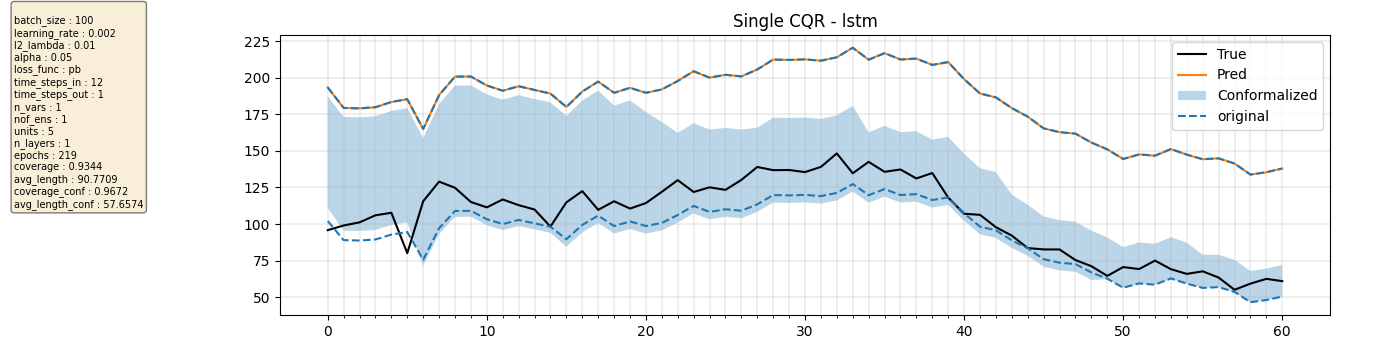 batch_size : 100
learning_rate : 0.002
l2_lambda : 0.01
alpha : 0.05
loss_func : pb
time_steps_in : 12
time_steps_out : 1
n_vars : 1
nof_ens : 1
units : 5
n_layers : 1
epochs : 219
coverage : 0.9344
avg_length : 90.7709
coverage_conf : 0.9672
avg_length_conf : 57.6574
Single CQR - lstm
225
200
175
150
125
100
75
50
0 10 20 30 40 50 60
True
Pred
Conformalized
original